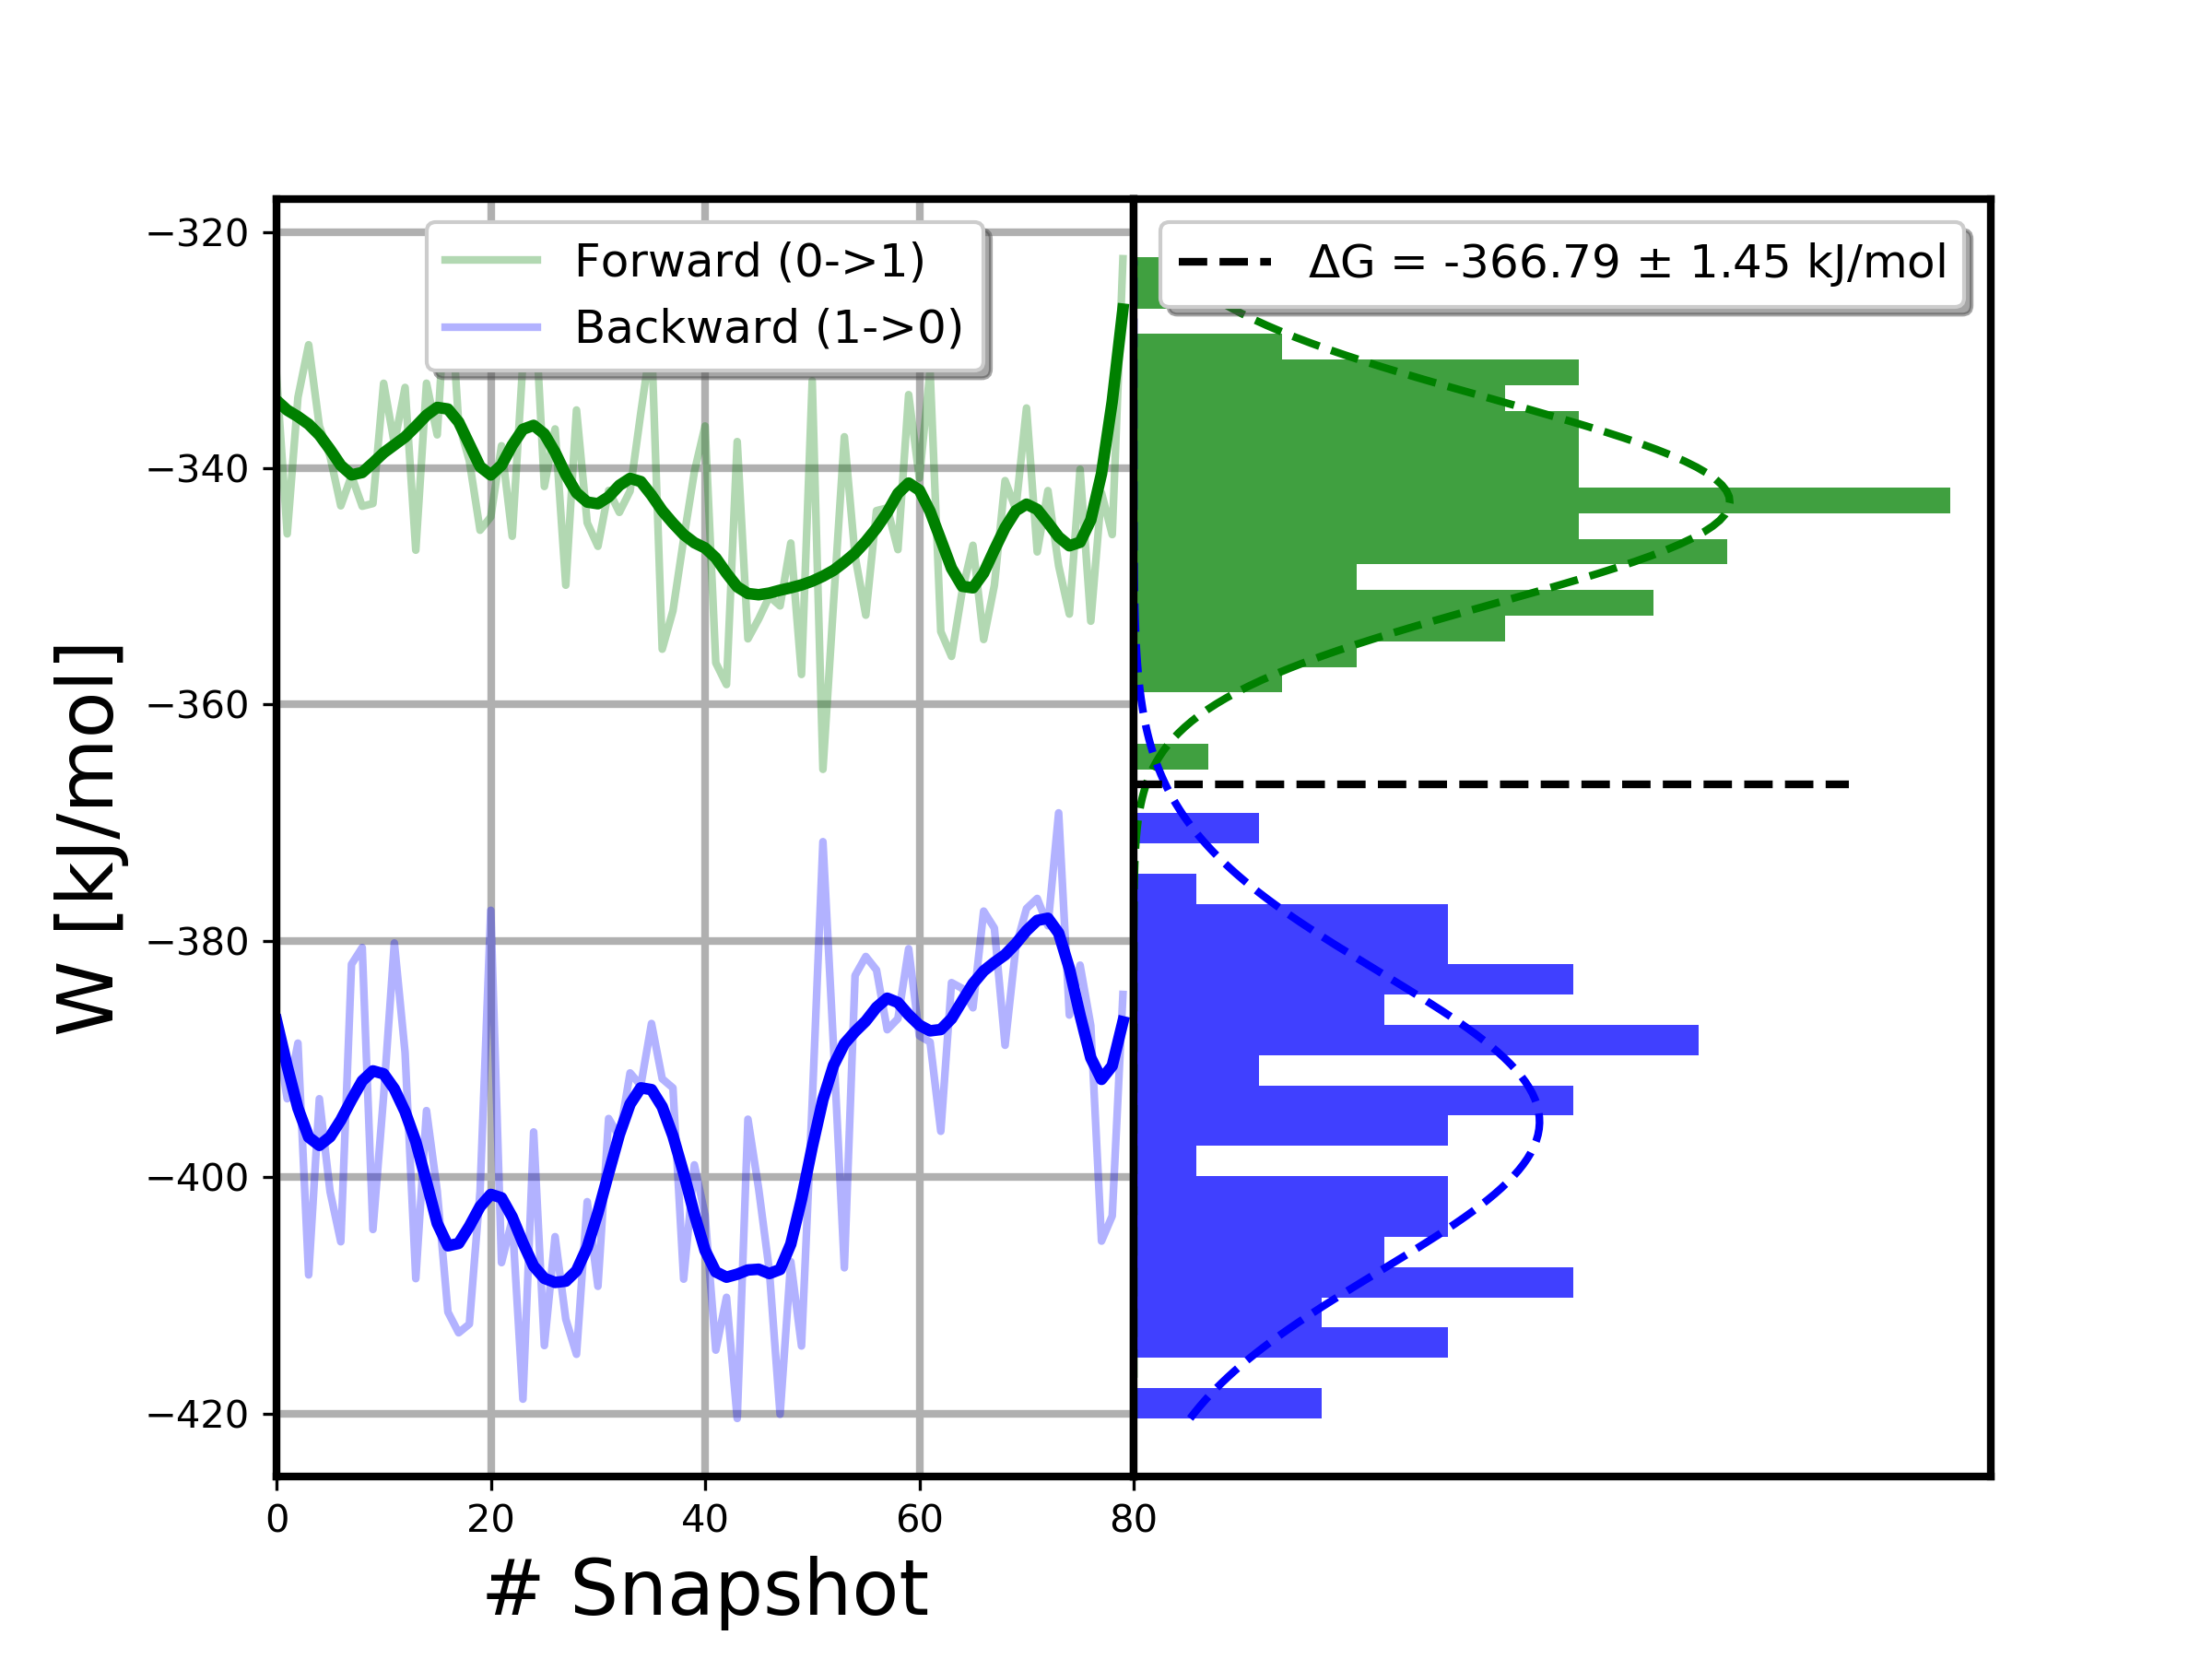 W [kJ/mol]
−320
−340
−360
−380
−400
−420
Forward (0->1)
Backward (1->0)
ΔG = -366.79 ± 1.45 kJ/mol
0 20 40 60 80
# Snapshot